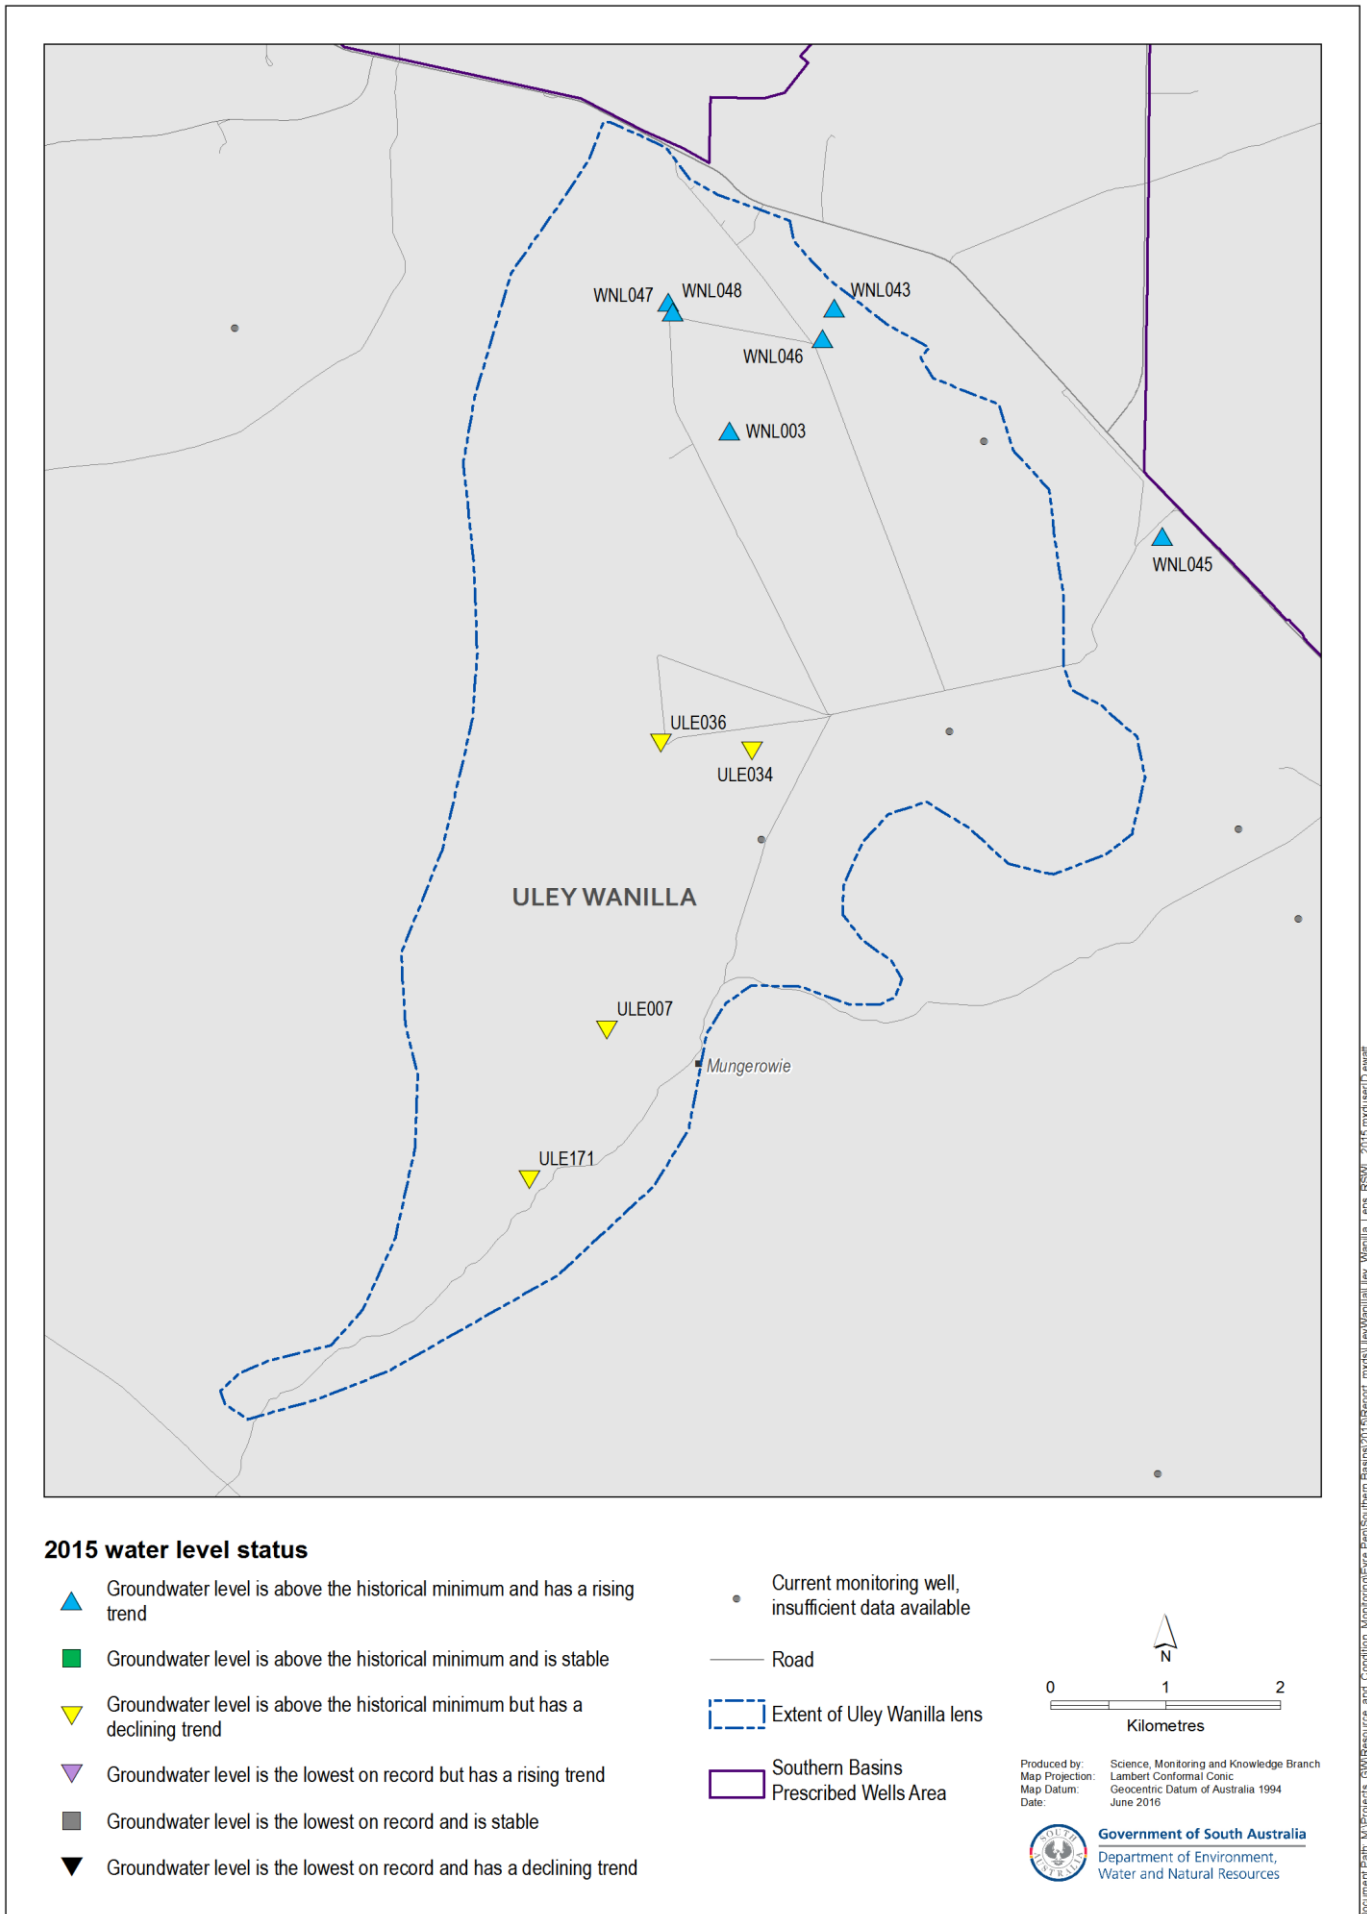 WNL047
WNL048
WNL043
WNL046
WNL003
WNL045
ULE036
ULE034
ULEY WANILLA
ULE007
Mungerowie
ULE171
2015 water level status
Groundwater level is above the historical minimum and has a rising
trend
Groundwater level is above the historical minimum and is stable
Groundwater level is above the historical minimum but has a
declining trend
Groundwater level is the lowest on record but has a rising trend
Groundwater level is the lowest on record and is stable
Groundwater level is the lowest on record and has a declining trend
Current monitoring well,
insufficient data available
Road
Extent of Uley Wanilla lens
Southern Basins
Prescribed Wells Area
N
0 1 2
Kilometres
Produced by: Science, Monitoring and Knowledge Branch
Map Projection: Lambert Conformal Conic
Map Datum: Geocentric Datum of Australia 1994
Date: June 2016
SOUTH
AUSTRALIA
Government of South Australia
Department of Environment,
Water and Natural Resources